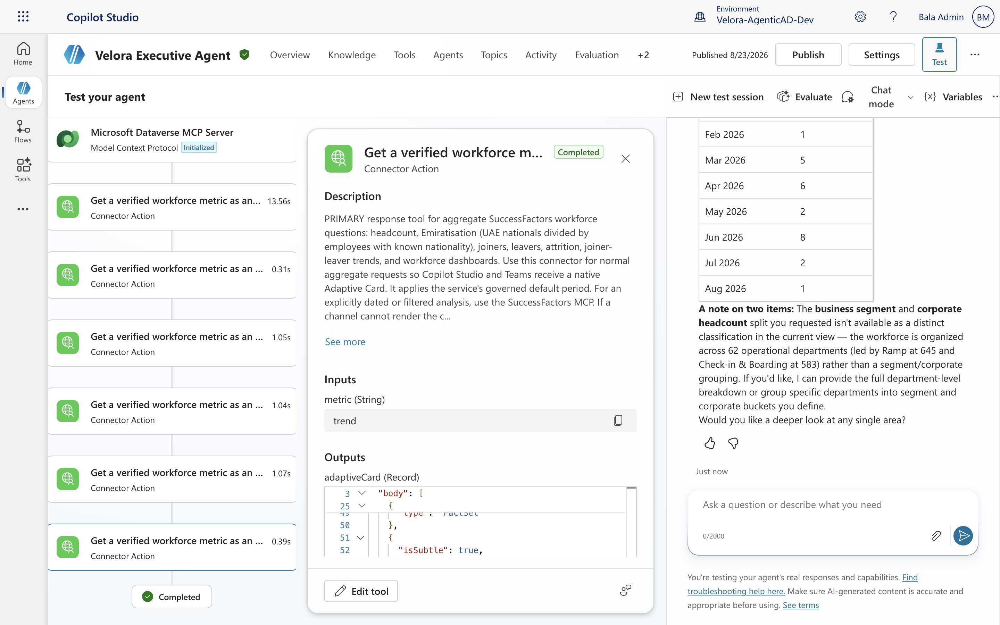 Copilot Studio
Environment
Velora-AgenticAD-Dev
Bala Admin
BM
Home
Agents
Flows
Tools
Velora Executive Agent
Overview
Knowledge
Tools
Agents
Topics
Activity
Evaluation
+2
Published 8/23/2026
Publish
Settings
Test
Test your agent
New test session
Evaluate
Chat
mode
Variables
Microsoft Dataverse MCP Server
Model Context Protocol Initialized
Get a verified workforce metric as an... 13.56s
Connector Action
Get a verified workforce metric as an ... 0.31s
Connector Action
Get a verified workforce metric as an ... 1.05s
Connector Action
Get a verified workforce metric as an ... 1.04s
Connector Action
Get a verified workforce metric as an ... 1.07s
Connector Action
Get a verified workforce metric as an ... 0.39s
Connector Action
Completed
Get a verified workforce m... Completed
Connector Action
Description
PRIMARY response tool for aggregate SuccessFactors workforce
questions: headcount, Emiratisation (UAE nationals divided by
employees with known nationality), joiners, leavers, attrition, joiner-
leaver trends, and workforce dashboards. Use this connector for normal
aggregate requests so Copilot Studio and Teams receive a native
Adaptive Card. It applies the service's governed default period. For an
explicitly dated or filtered analysis, use the SuccessFactors MCP. If a
channel cannot render the c...
See more
Inputs
metric (String)
trend
Outputs
adaptiveCard (Record)
3 "body": [
25 {
49 "type": "FactSet"
50 },
51 {
52 "isSubtle": true,
Edit tool
Feb 2026 1
Mar 2026 5
Apr 2026 6
May 2026 2
Jun 2026 8
Jul 2026 2
Aug 2026 1
A note on two items: The business segment and corporate
headcount split you requested isn't available as a distinct
classification in the current view — the workforce is organized
across 62 operational departments (led by Ramp at 645 and
Check-in & Boarding at 583) rather than a segment/corporate
grouping. If you'd like, I can provide the full department-level
breakdown or group specific departments into segment and
corporate buckets you define.
Would you like a deeper look at any single area?
Just now
Ask a question or describe what you need
0/2000
You're testing your agent's real responses and capabilities. Find
troubleshooting help here. Make sure AI-generated content is accurate and
appropriate before using. See terms